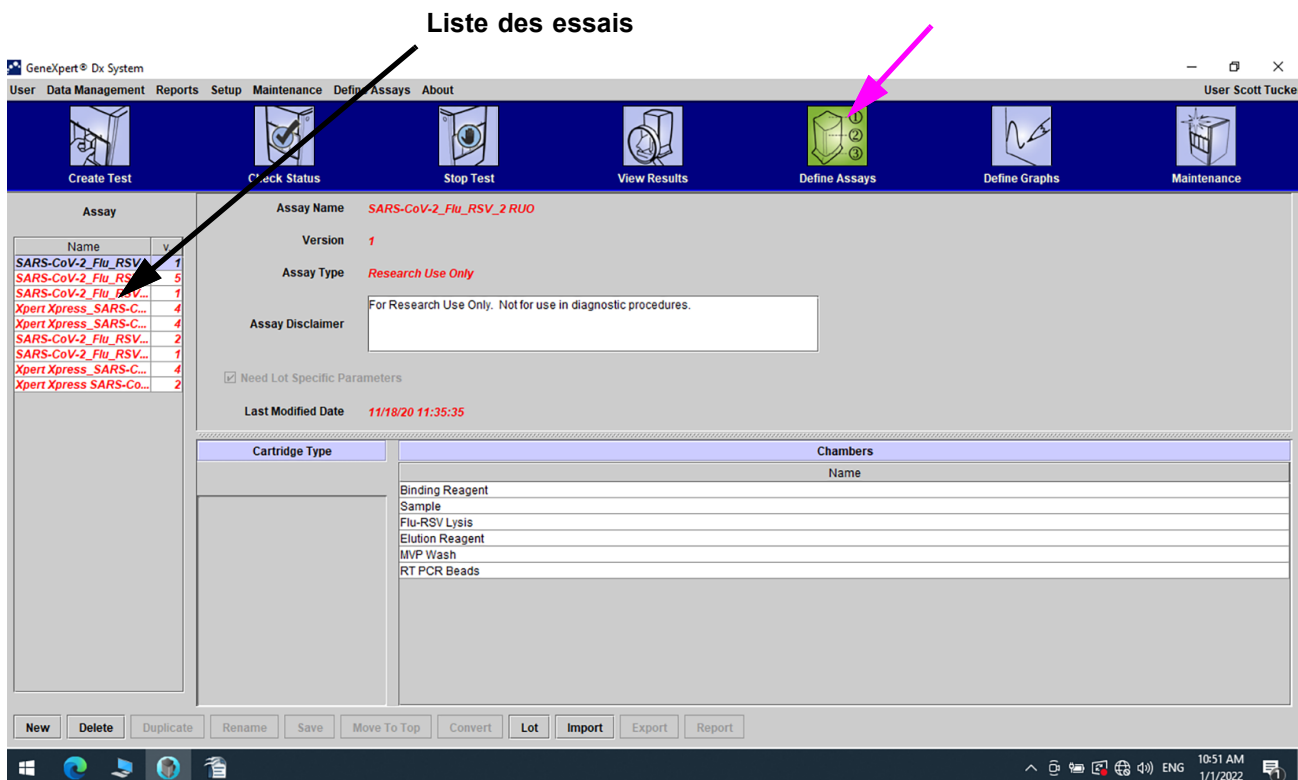 Liste des essais
GeneXpert® Dx System
User Data Management Reports Setup Maintenance Define Assays About User Scott Tucke
Create Test Check Status Stop Test View Results Define Assays Define Graphs Maintenance
① ② ③
Assay
Name v...
SARS-CoV-2_Flu_RSV... 1
SARS-CoV-2_Flu_RSV... 5
SARS-CoV-2_Flu_RSV... 1
Xpert Xpress_SARS-C... 4
Xpert Xpress_SARS-C... 4
SARS-CoV-2_Flu_RSV... 2
SARS-CoV-2_Flu_RSV... 1
Xpert Xpress_SARS-C... 4
Xpert Xpress SARS-Co... 2
Assay Name SARS-CoV-2_Flu_RSV_2 RUO
Version 1
Assay Type Research Use Only
Assay Disclaimer For Research Use Only. Not for use in diagnostic procedures.
Need Lot Specific Parameters
Last Modified Date 11/18/20 11:35:35
Cartridge Type
Chambers
Name
Binding Reagent
Sample
Flu-RSV Lysis
Elution Reagent
MVP Wash
RT PCR Beads
New Delete Duplicate Rename Save Move To Top Convert Lot Import Export Report
ENG 10:51 AM
1/1/2022
1